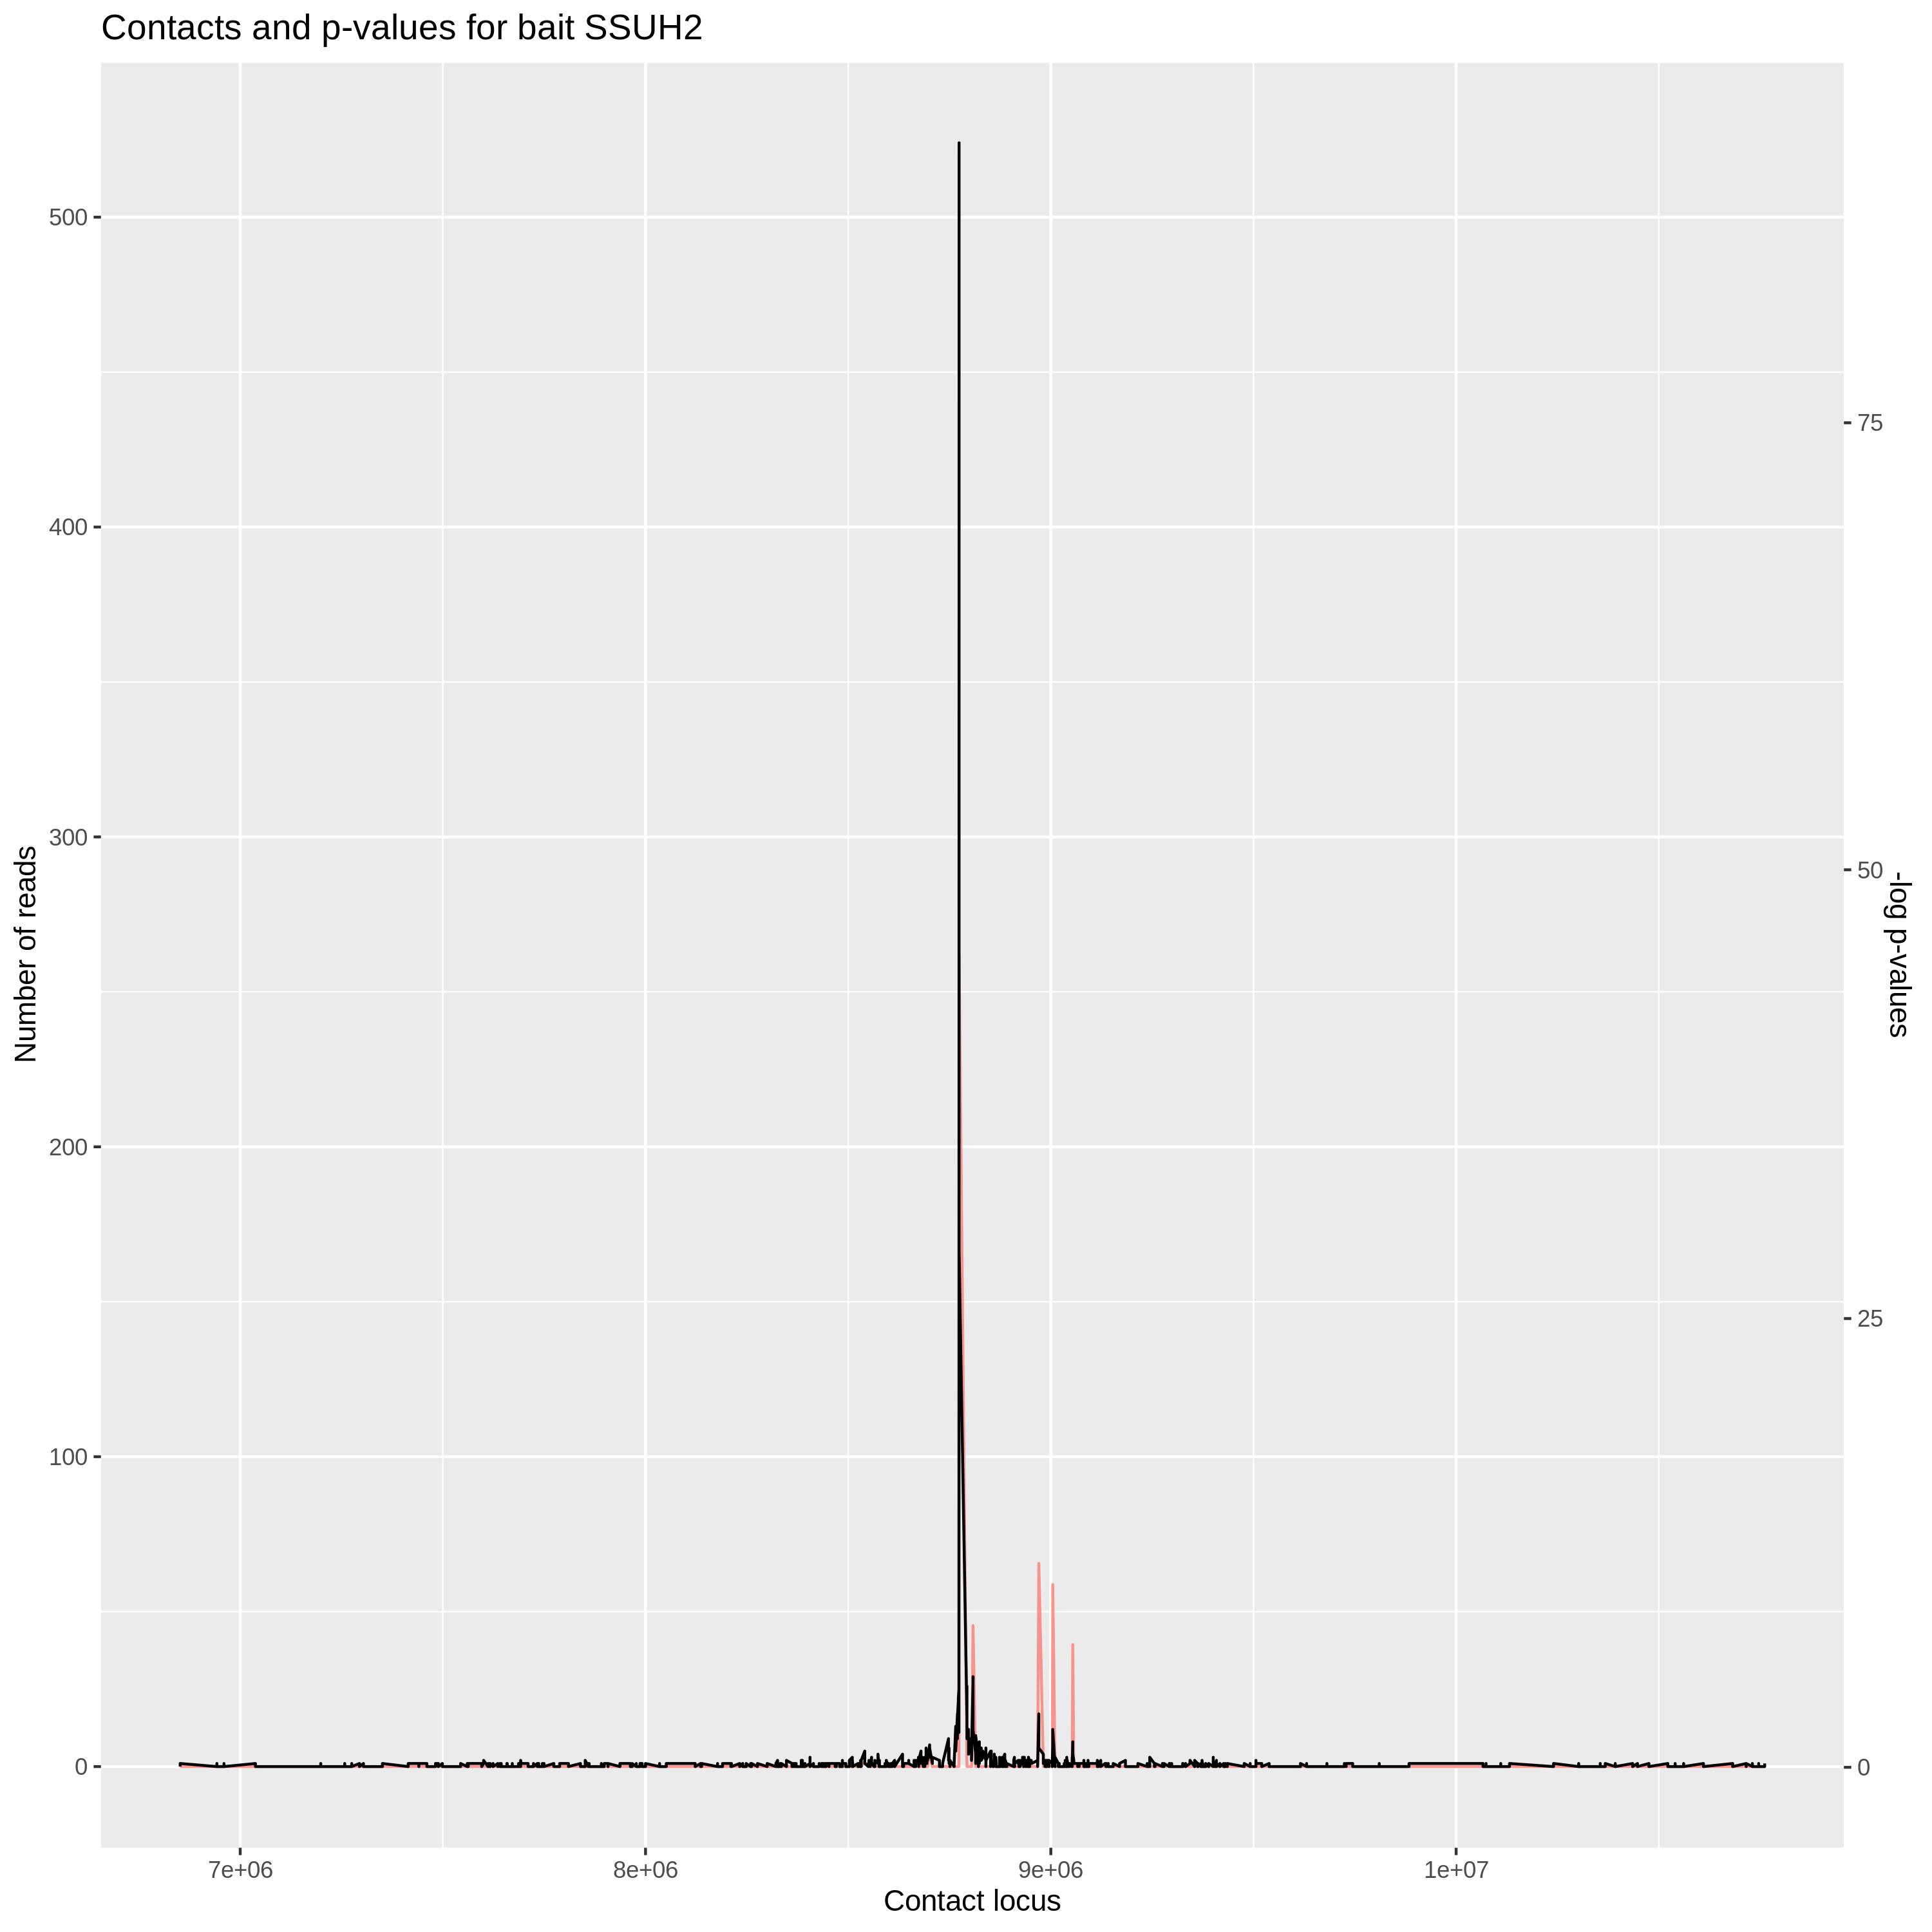 Contacts and p-values for bait SSUH2
Number of reads
500
400
300
200
100
0
75
50
25
0
-log p-values
7e+06 8e+06 9e+06 1e+07
Contact locus